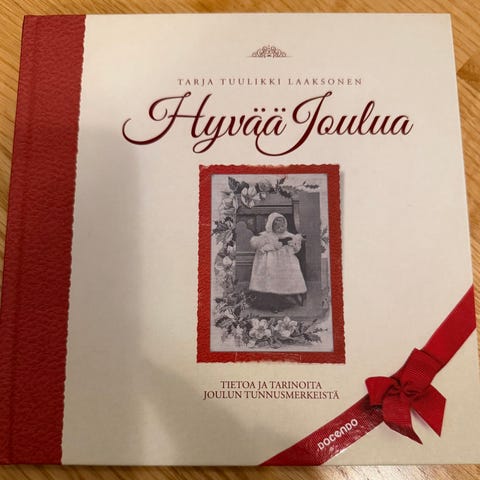 TARJA TUULIKKI LAAKSONEN
Hyvää Joulua
TIETOA JA TARINOITA
JOULUN TUNNUSMERKEISTÄ
DOCENDO